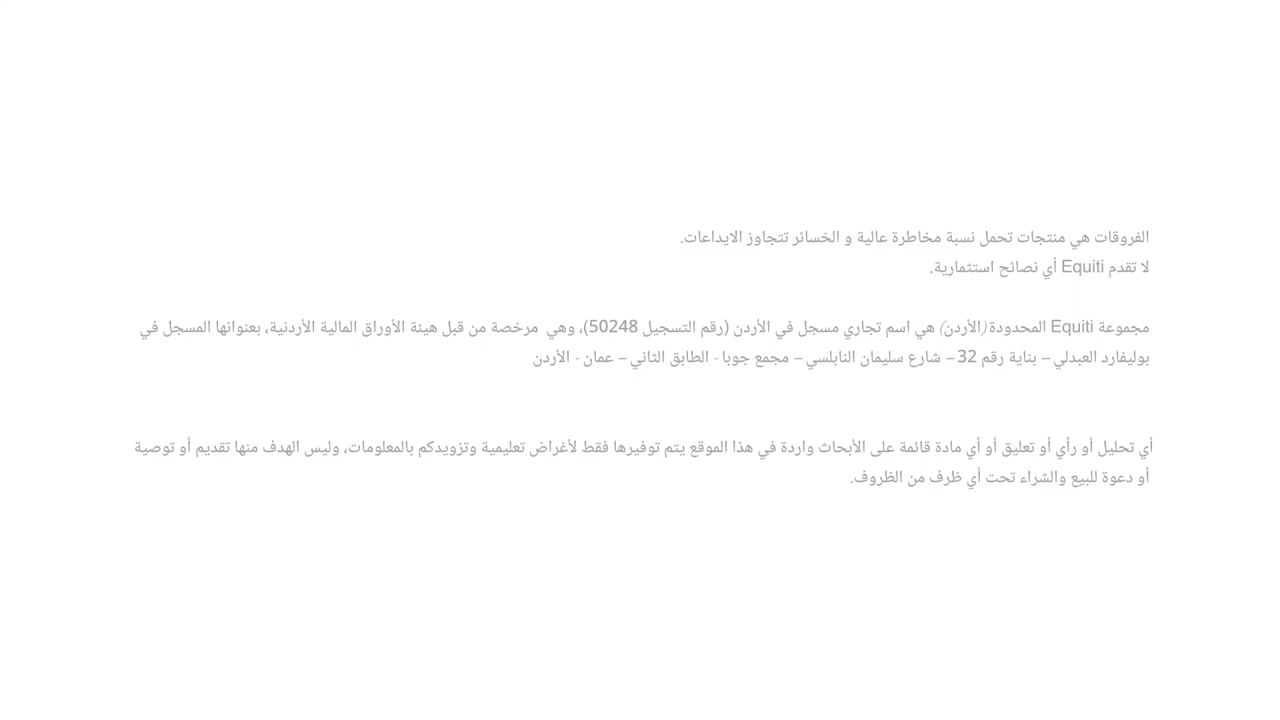 الفروقات هي منتجات تحمل نسبة مخاطرة عالية و الخسائر تتجاوز الايداعات.
لا تقدم Equiti أي نصائح استثمارية.
مجموعة Equiti المحدودة (الأردن) هي اسم تجاري مسجل في الأردن (رقم التسجيل 50248)، وهي مرخصة من قبل هيئة الأوراق المالية الأردنية، بعنوانها المسجل في
بوليفارد العبدلي – بناية رقم 32 – شارع سليمان النابلسي – مجمع جوبا - الطابق الثاني – عمان - الأردن
أي تحليل أو رأي أو تعليق أو أي مادة قائمة على الأبحاث واردة في هذا الموقع يتم توفيرها فقط لأغراض تعليمية وتزويدكم بالمعلومات، وليس الهدف منها تقديم أو توصية
أو دعوة للبيع والشراء تحت أي ظرف من الظروف.